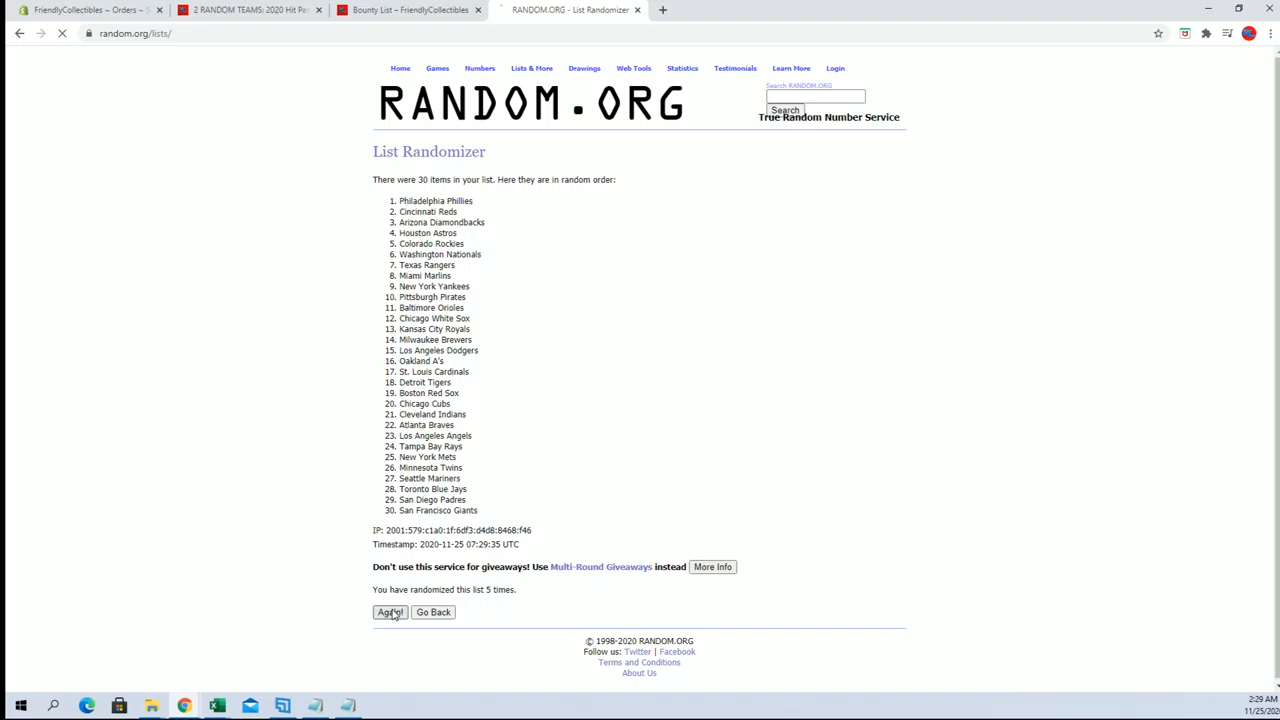 FriendlyCollectibles ~ Orders ~ S
2 RANDOM TEAMS: 2020 Hit Pa
Bounty List – FriendlyCollectibles
RANDOM.ORG - List Randomizer
random.org/lists/
Home Games Numbers Lists & More Drawings Web Tools Statistics Testimonials Learn More Login
Search RANDOM.ORG
RANDOM.ORG
Search
True Random Number Service
List Randomizer
There were 30 items in your list. Here they are in random order:
1. Philadelphia Phillies
2. Cincinnati Reds
3. Arizona Diamondbacks
4. Houston Astros
5. Colorado Rockies
6. Washington Nationals
7. Texas Rangers
8. Miami Marlins
9. New York Yankees
10. Pittsburgh Pirates
11. Baltimore Orioles
12. Chicago White Sox
13. Kansas City Royals
14. Milwaukee Brewers
15. Los Angeles Dodgers
16. Oakland A's
17. St. Louis Cardinals
18. Detroit Tigers
19. Boston Red Sox
20. Chicago Cubs
21. Cleveland Indians
22. Atlanta Braves
23. Los Angeles Angels
24. Tampa Bay Rays
25. New York Mets
26. Minnesota Twins
27. Seattle Mariners
28. Toronto Blue Jays
29. San Diego Padres
30. San Francisco Giants
IP: 2001:579:c1a0:1f:6df3:d4d8:8468:f46
Timestamp: 2020-11-25 07:29:35 UTC
Don't use this service for giveaways! Use Multi-Round Giveaways instead More Info
You have randomized this list 5 times.
Again! Go Back
© 1998-2020 RANDOM.ORG
Follow us: Twitter | Facebook
Terms and Conditions
About Us
2:29 AM
11/25/202